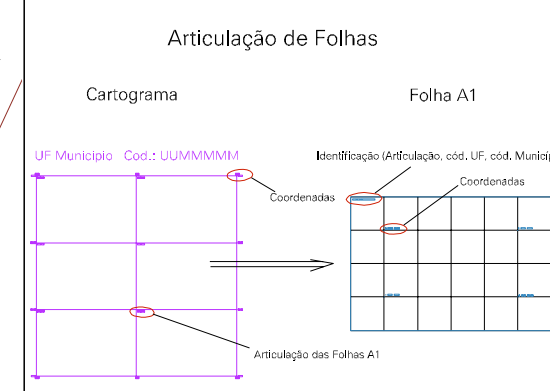 Articulação de Folhas
Cartograma
Folha A1
UF Municipio Cod.: UUMMMMM
Identificação (Articulação, cód. UF, cód. Municíp
Coordenadas
Coordenadas
Articulação das Folhas A1